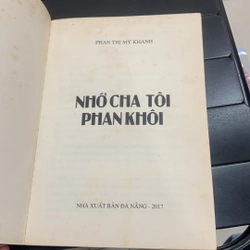 PHAN THỊ MỸ KHANH
NHỚ CHA TÔI
PHAN KHÔI
NHÀ XUẤT BẢN ĐÀ NẴNG - 2017